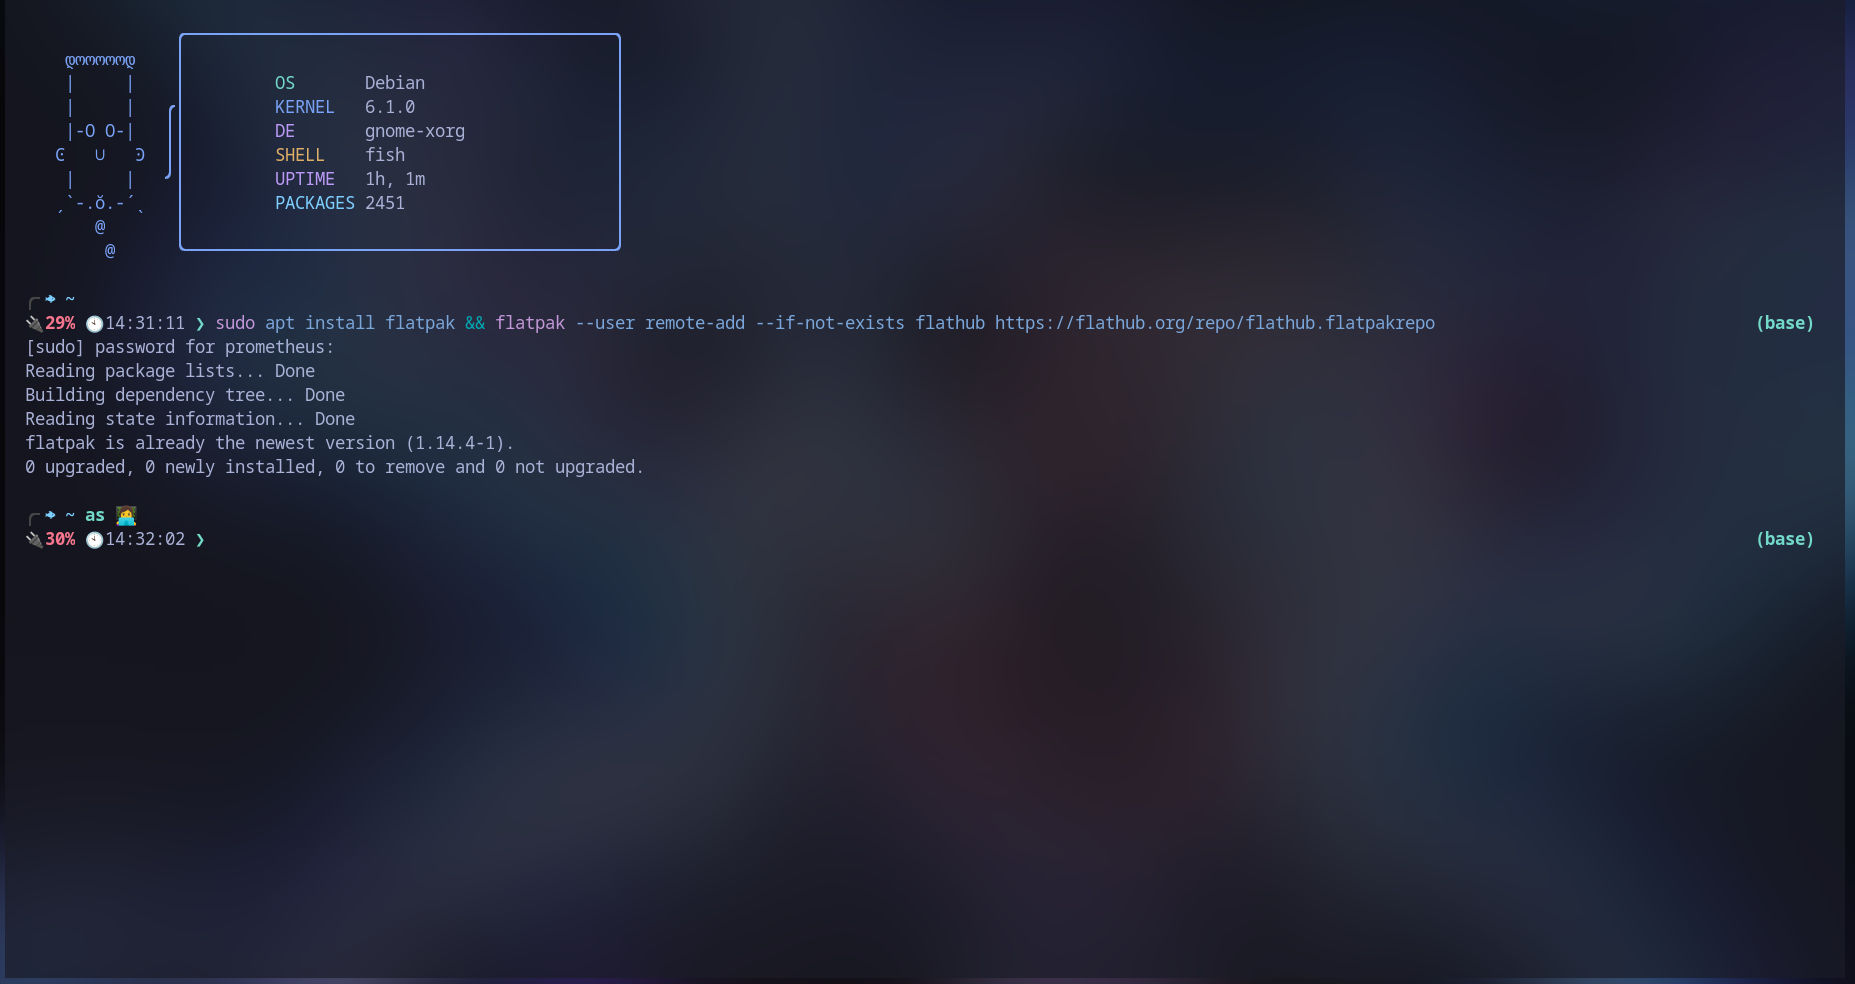 დოოოოოდ
|     |
|     |
|-O O-|
Ͼ   ∪   Ͽ
|     |
ˏ`-.ŏ.-´ˎ
@
@
OS Debian
KERNEL 6.1.0
DE gnome-xorg
SHELL fish
UPTIME 1h, 1m
PACKAGES 2451
~
🔌29% 🕙14:31:11 ❯ sudo apt install flatpak && flatpak --user remote-add --if-not-exists flathub https://flathub.org/repo/flathub.flatpakrepo (base)
[sudo] password for prometheus:
Reading package lists... Done
Building dependency tree... Done
Reading state information... Done
flatpak is already the newest version (1.14.4-1).
0 upgraded, 0 newly installed, 0 to remove and 0 not upgraded.
~ as 🧑‍💻
🔌30% 🕙14:32:02 ❯ (base)